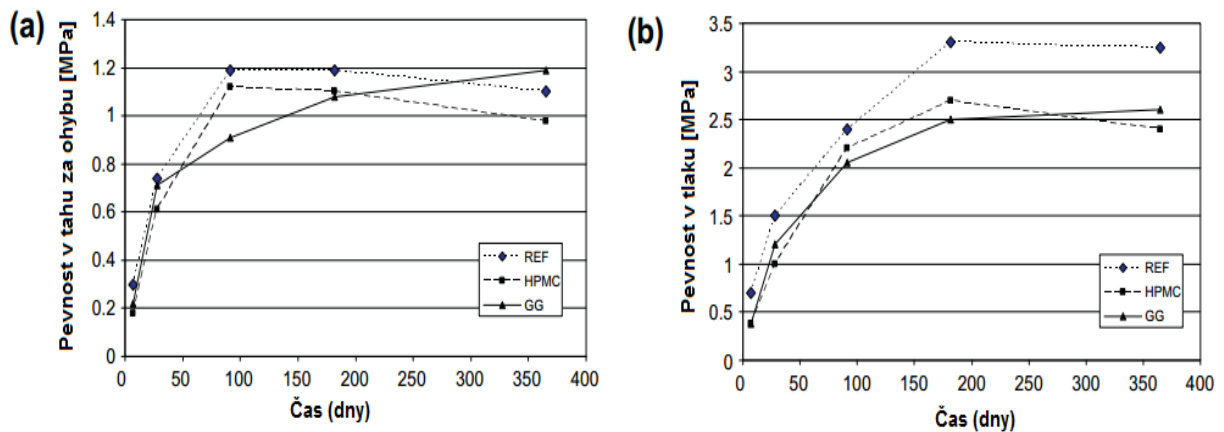 (a)
Pevnost v tahu za ohybu [MPa]
1.4
1.2
1
0.8
0.6
0.4
0.2
0
REF
HPMC
GG
0 50 100 150 200 250 300 350 400
Čas (dny)
(b)
Pevnost v tlaku [MPa]
3.5
3
2.5
2
1.5
1
0.5
0
REF
HPMC
GG
0 50 100 150 200 250 300 350 400
Čas (dny)